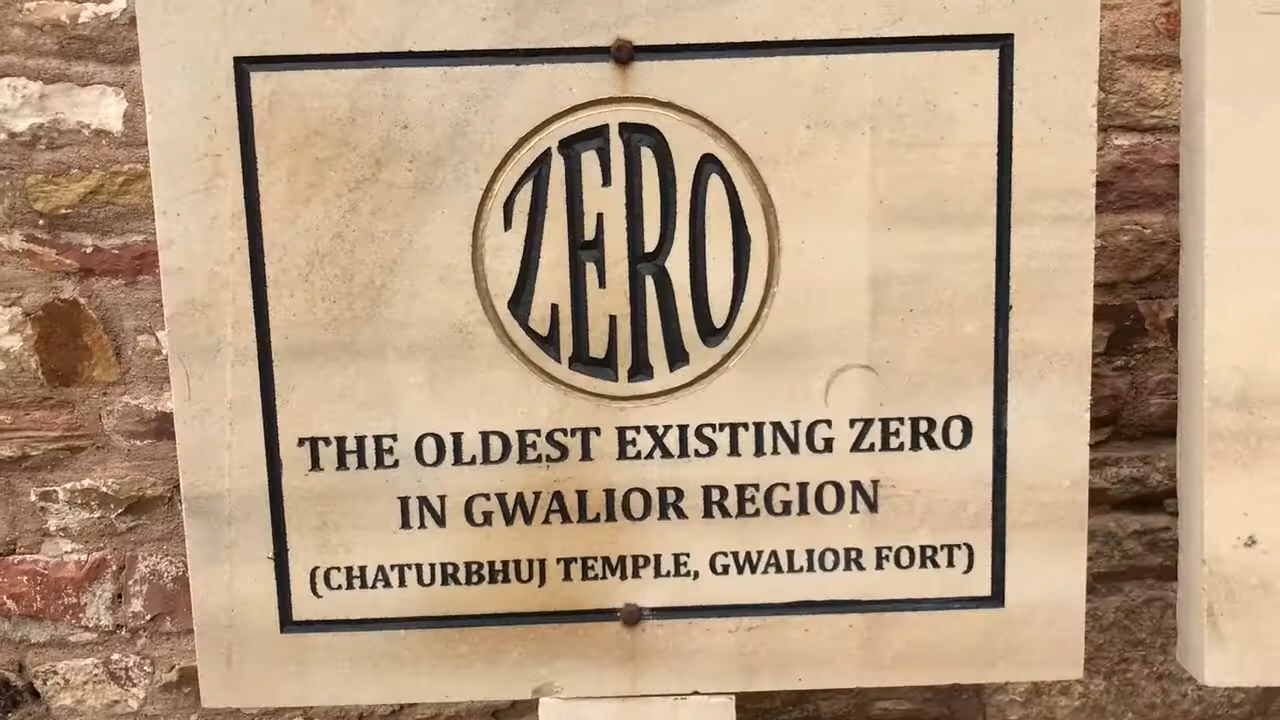 ZERO
THE OLDEST EXISTING ZERO
IN GWALIOR REGION
(CHATURBHUJ TEMPLE, GWALIOR FORT)